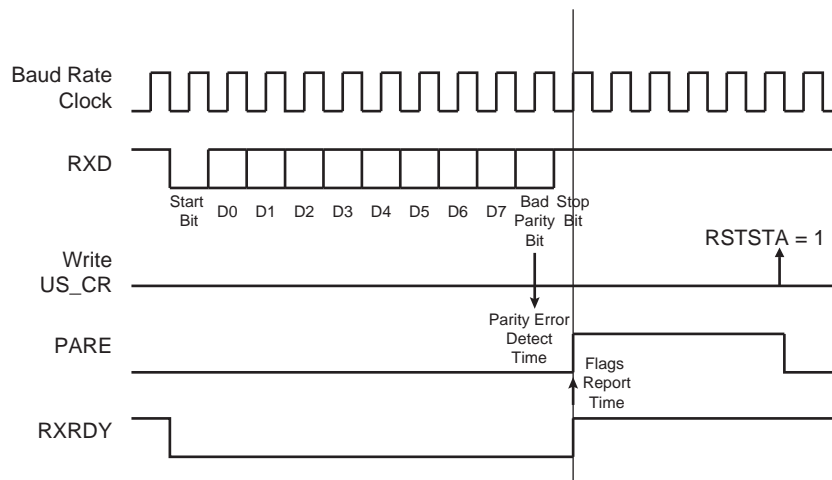 Baud Rate
Clock
RXD
Start
Bit
D0 D1 D2 D3 D4 D5 D6 D7
Bad
Parity
Bit
Stop
Bit
Write
US_CR
RSTSTA = 1
Parity Error
Detect
Time
PARE
Flags
Report
Time
RXRDY